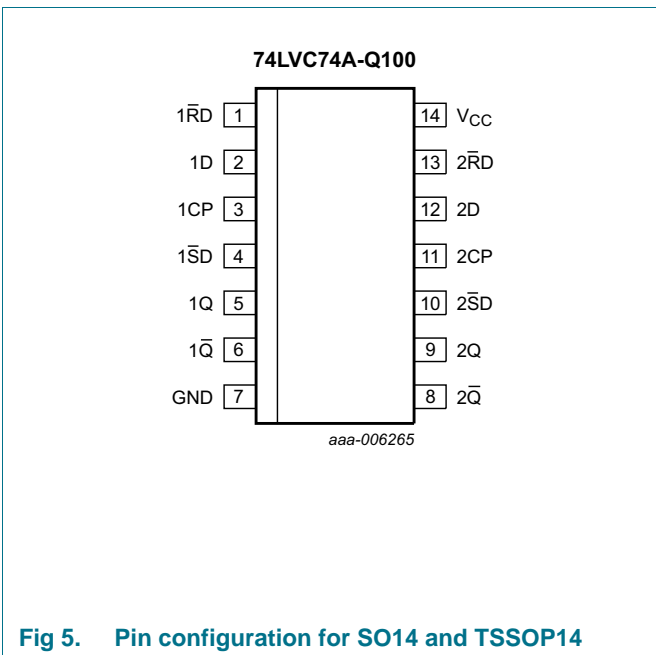 74LVC74A-Q100
1R̅D 1 14 V_CC
1D 2 13 2R̅D
1CP 3 12 2D
1S̅D 4 11 2CP
1Q 5 10 2S̅D
1Q̅ 6 9 2Q
GND 7 8 2Q̅
aaa-006265
Fig 5. Pin configuration for SO14 and TSSOP14